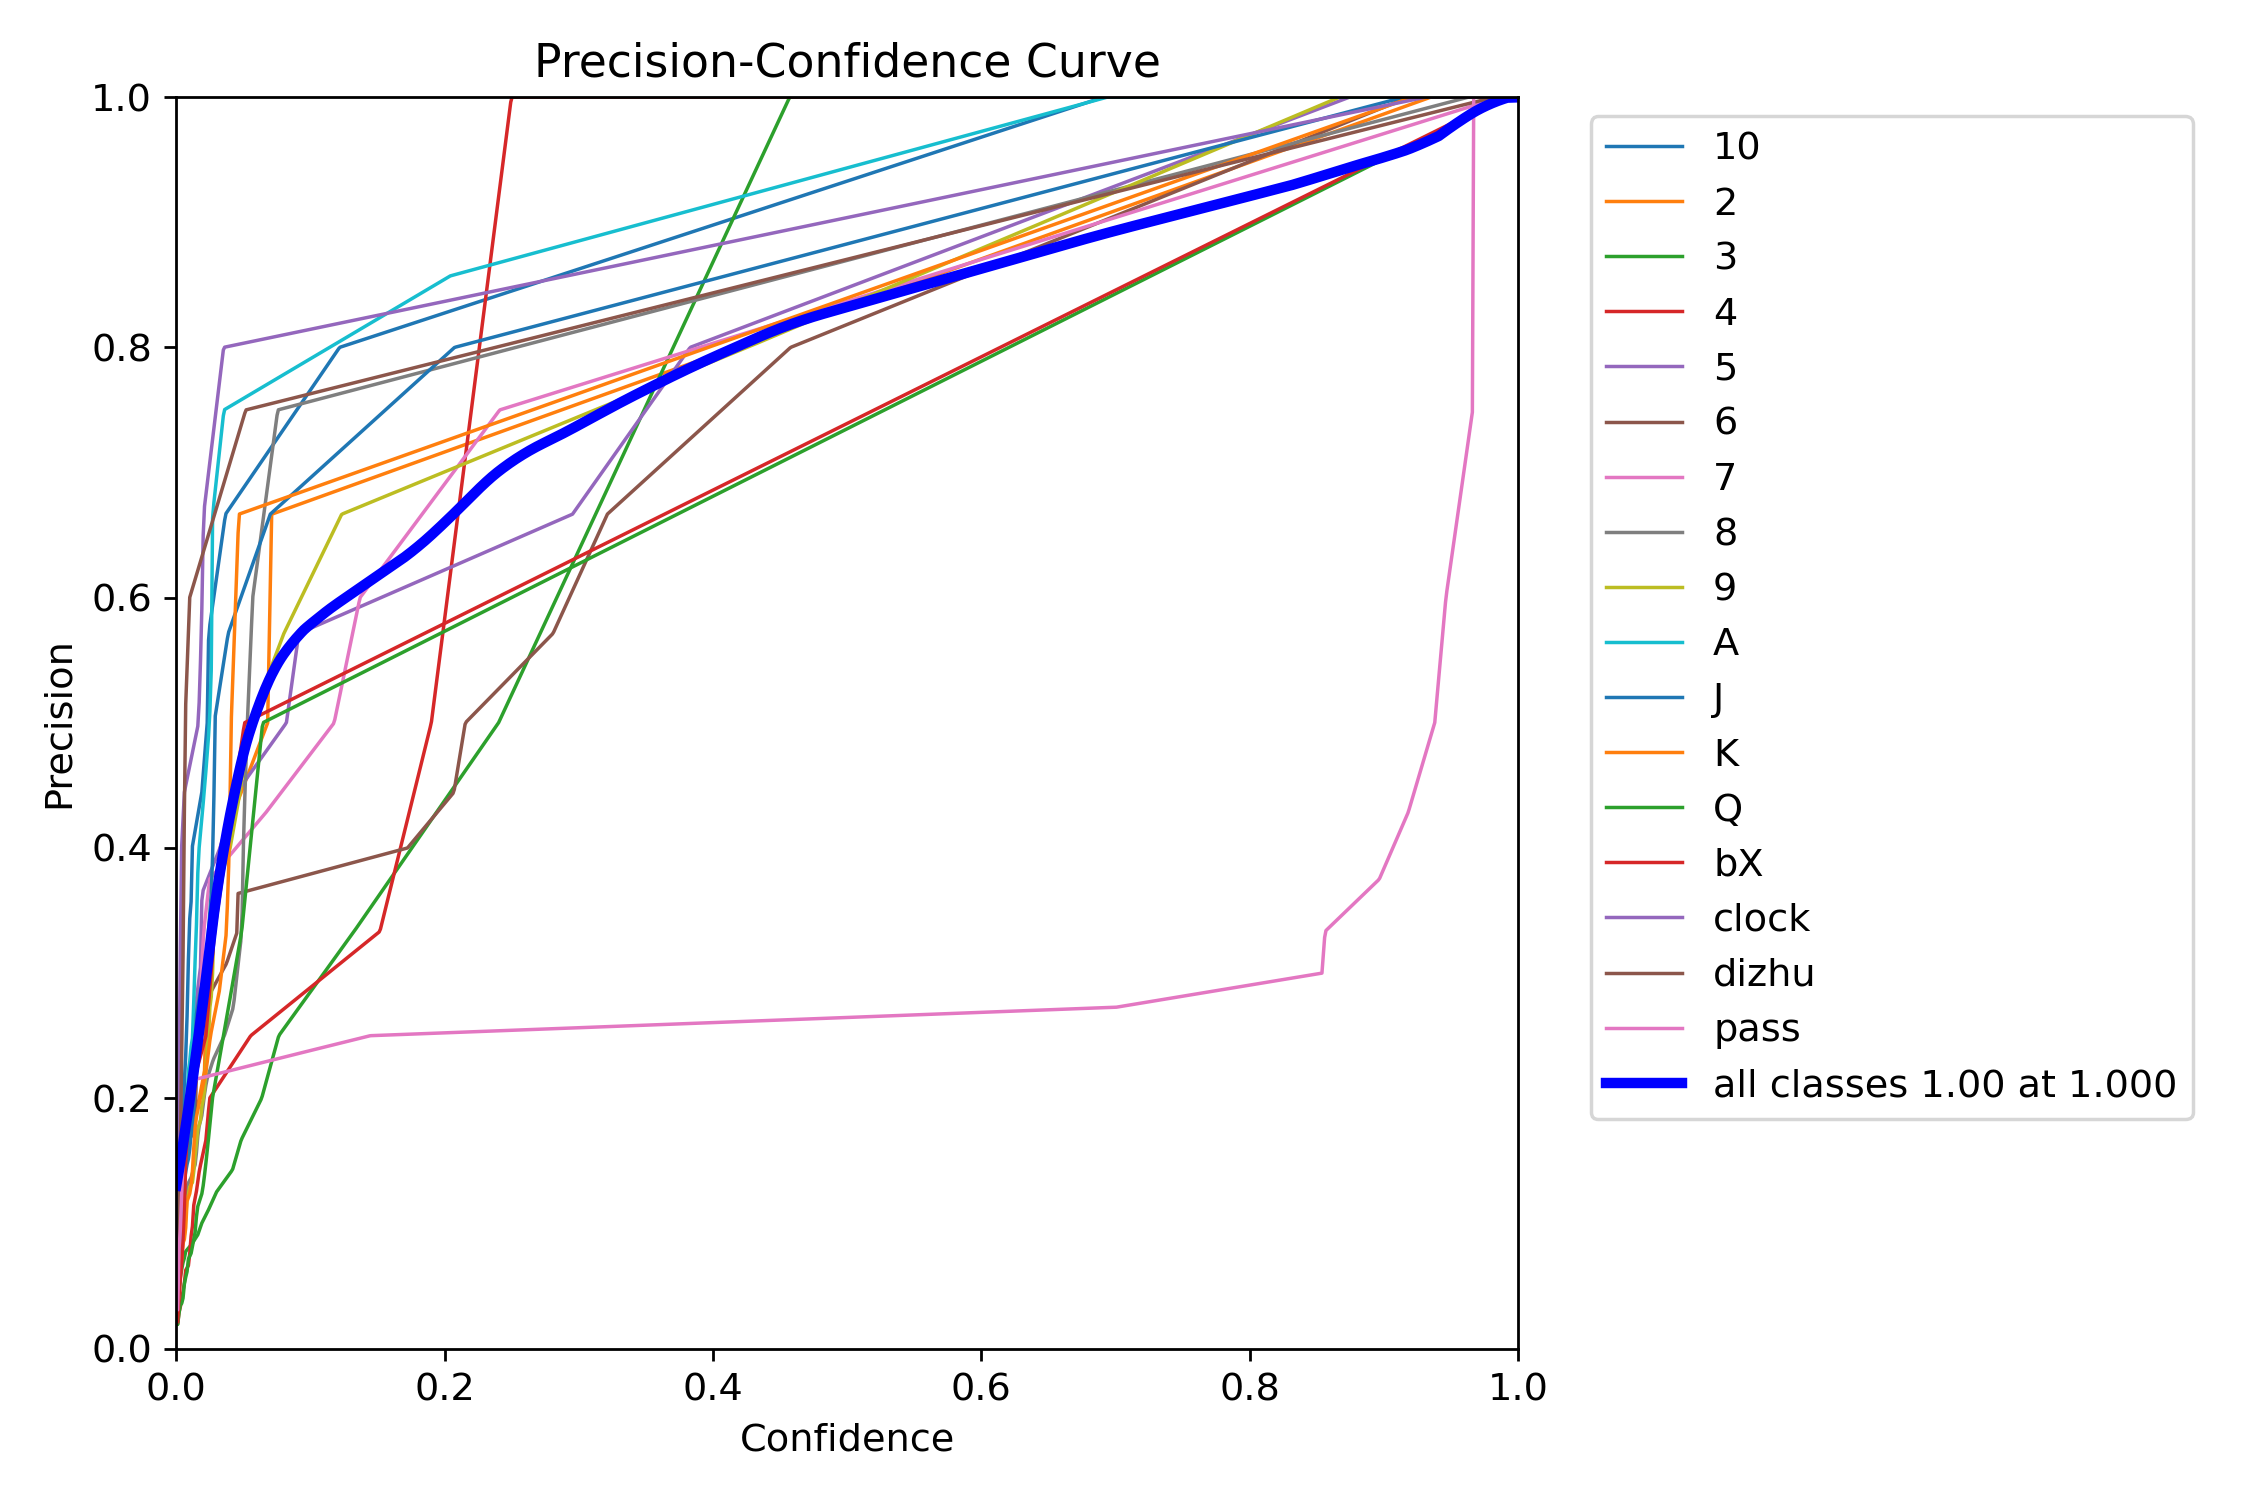 Precision-Confidence Curve
1.0
0.8
0.6
0.4
0.2
0.0
Precision
0.0 0.2 0.4 0.6 0.8 1.0
Confidence
10
2
3
4
5
6
7
8
9
A
J
K
Q
bX
clock
dizhu
pass
all classes 1.00 at 1.000